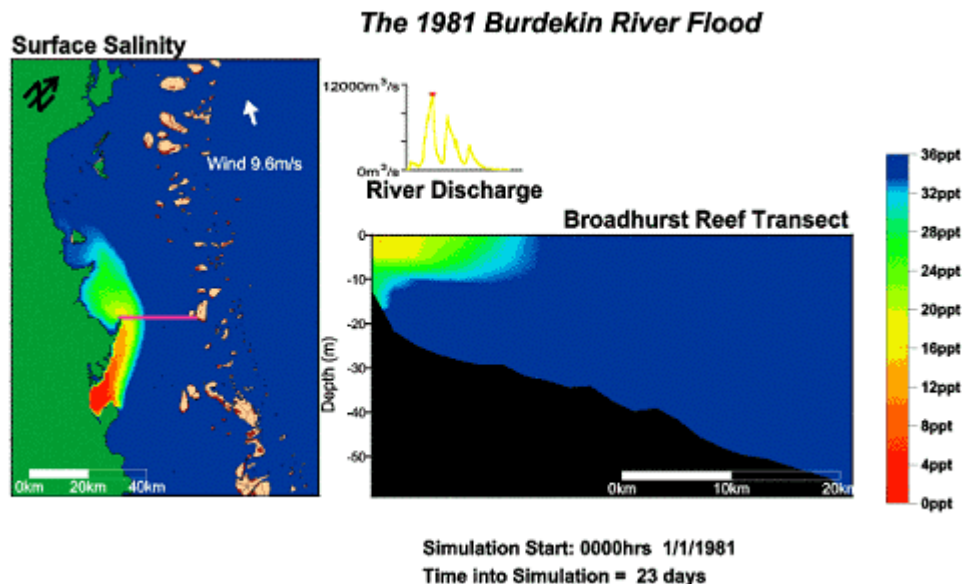 The 1981 Burdekin River Flood
Surface Salinity
N
Wind 9.6m/s
0km 20km 40km
12000m³/s
0m³/s
River Discharge
Broadhurst Reef Transect
Depth (m)
0
-10
-20
-30
-40
-50
0km 10km 20km
36ppt
32ppt
28ppt
24ppt
20ppt
16ppt
12ppt
8ppt
4ppt
0ppt
Simulation Start: 0000hrs 1/1/1981
Time into Simulation = 23 days